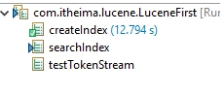 com.itheima.lucene.LuceneFirst [Run
createIndex (12.794 s)
searchIndex
testTokenStream